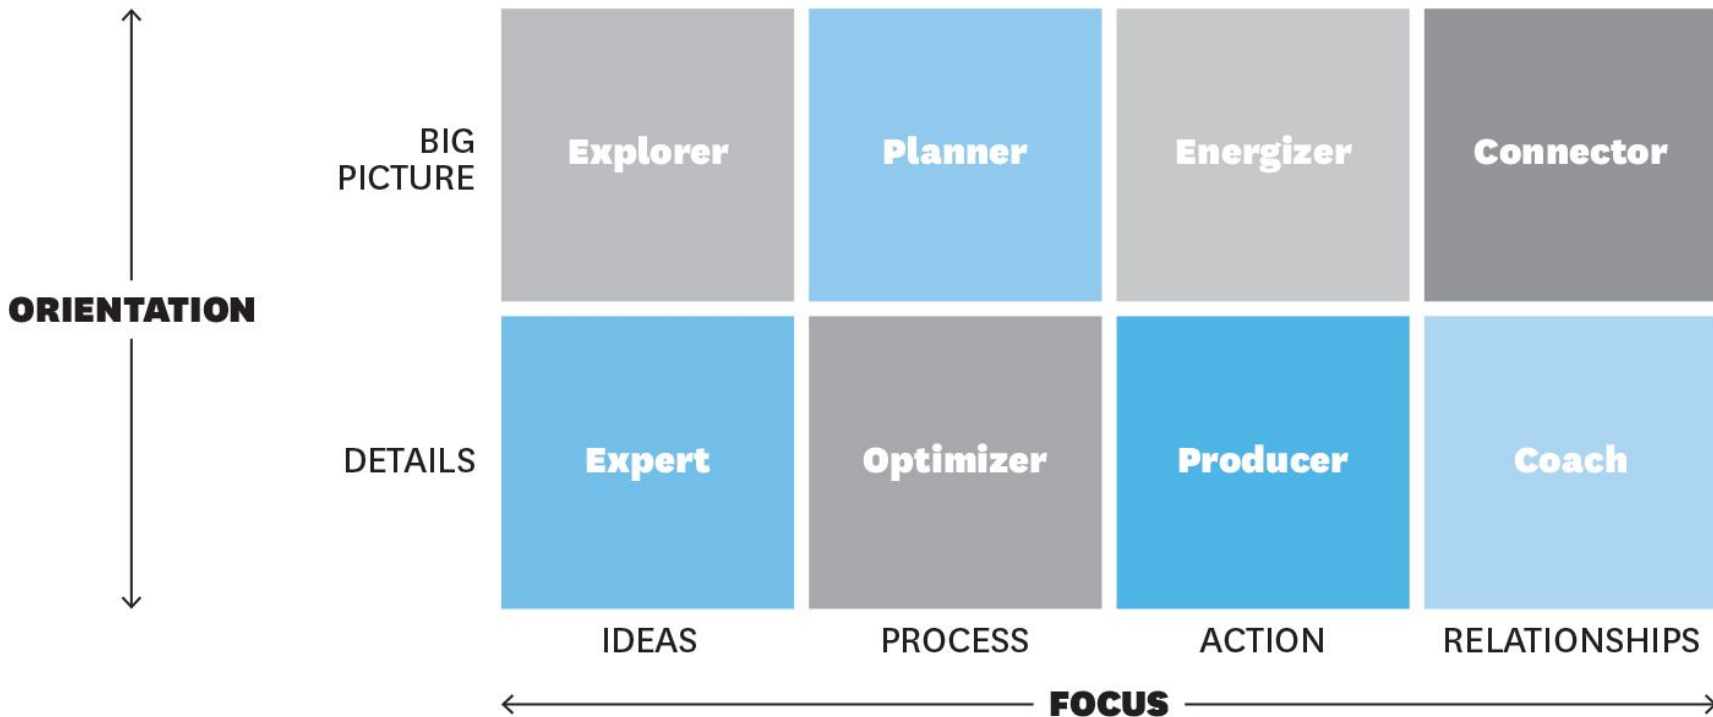 BIG
PICTURE
Explorer
Planner
Energizer
Connector
ORIENTATION
DETAILS
Expert
Optimizer
Producer
Coach
IDEAS
PROCESS
ACTION
RELATIONSHIPS
FOCUS